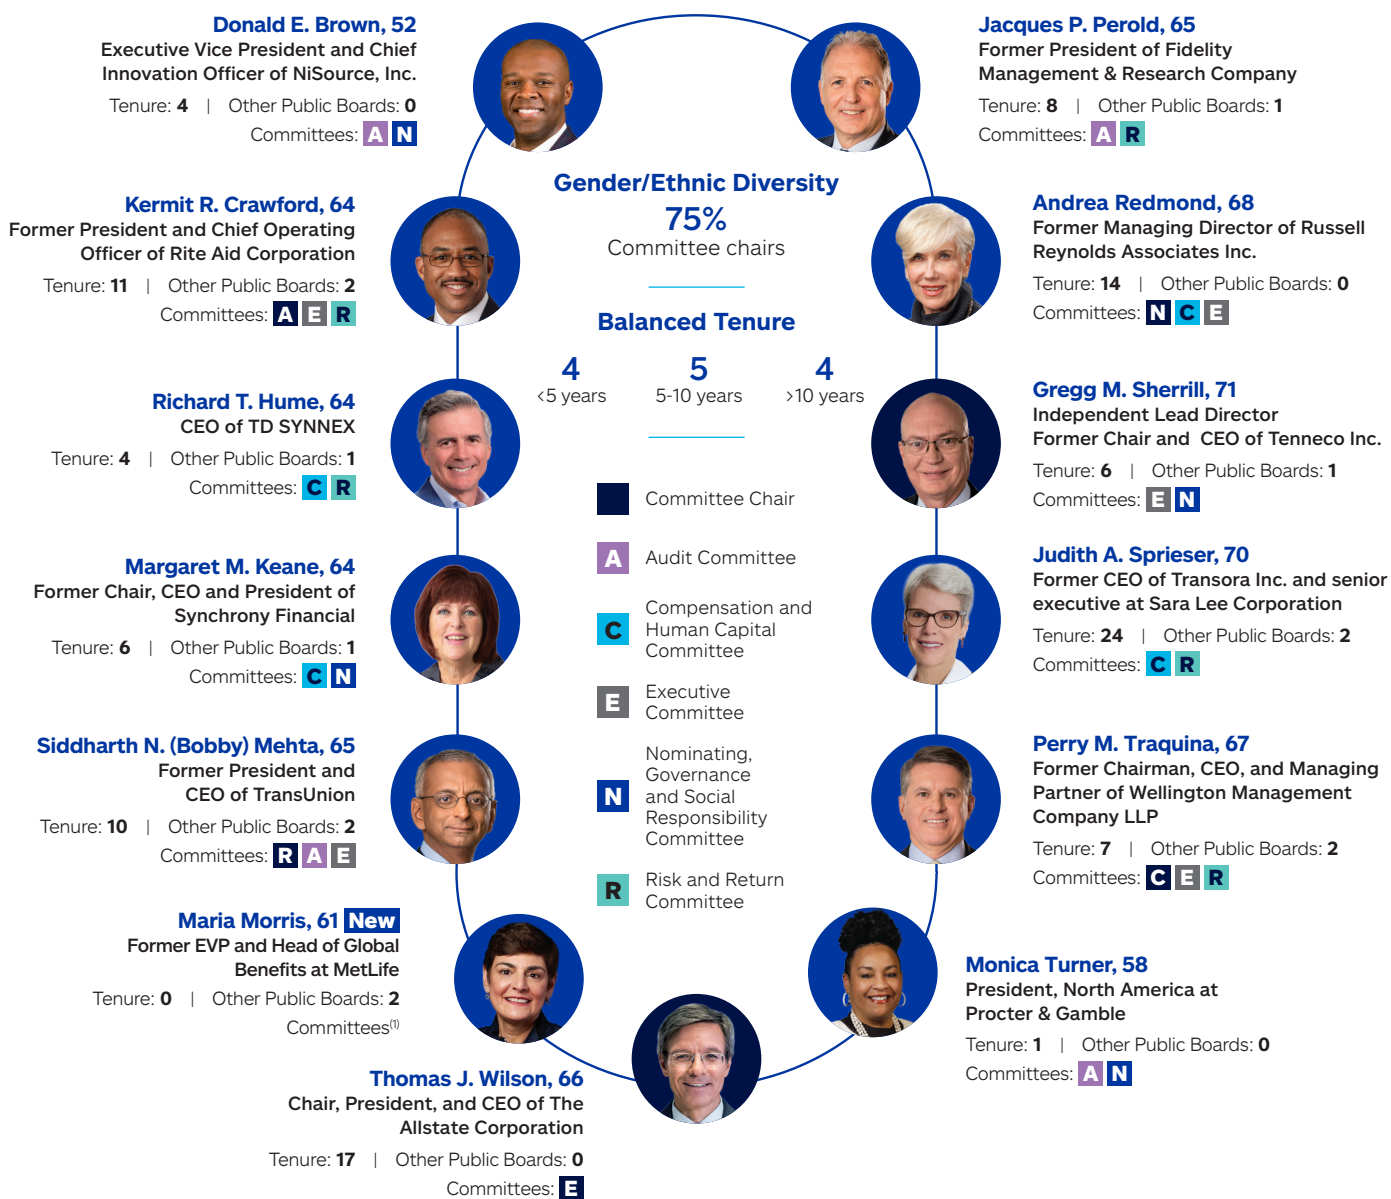 Donald E. Brown, 52
Executive Vice President and Chief
Innovation Officer of NiSource, Inc.
Tenure: 4 | Other Public Boards: 0
Committees: A N
Jacques P. Perold, 65
Former President of Fidelity
Management & Research Company
Tenure: 8 | Other Public Boards: 1
Committees: A R
Kermit R. Crawford, 64
Former President and Chief Operating
Officer of Rite Aid Corporation
Tenure: 11 | Other Public Boards: 2
Committees: A E R
Gender/Ethnic Diversity
75%
Committee chairs
Balanced Tenure
4 5 4
<5 years 5-10 years >10 years
Andrea Redmond, 68
Former Managing Director of Russell
Reynolds Associates Inc.
Tenure: 14 | Other Public Boards: 0
Committees: N C E
Richard T. Hume, 64
CEO of TD SYNNEX
Tenure: 4 | Other Public Boards: 1
Committees: C R
Gregg M. Sherrill, 71
Independent Lead Director
Former Chair and CEO of Tenneco Inc.
Tenure: 6 | Other Public Boards: 1
Committees: E N
Committee Chair
A Audit Committee
C Compensation and
Human Capital
Committee
E Executive
Committee
N Nominating,
Governance
and Social
Responsibility
Committee
R Risk and Return
Committee
Margaret M. Keane, 64
Former Chair, CEO and President of
Synchrony Financial
Tenure: 6 | Other Public Boards: 1
Committees: C N
Judith A. Sprieser, 70
Former CEO of Transora Inc. and senior
executive at Sara Lee Corporation
Tenure: 24 | Other Public Boards: 2
Committees: C R
Siddharth N. (Bobby) Mehta, 65
Former President and
CEO of TransUnion
Tenure: 10 | Other Public Boards: 2
Committees: R A E
Perry M. Traquina, 67
Former Chairman, CEO, and Managing
Partner of Wellington Management
Company LLP
Tenure: 7 | Other Public Boards: 2
Committees: C E R
Maria Morris, 61 New
Former EVP and Head of Global
Benefits at MetLife
Tenure: 0 | Other Public Boards: 2
Committees(1)
Monica Turner, 58
President, North America at
Procter & Gamble
Tenure: 1 | Other Public Boards: 0
Committees: A N
Thomas J. Wilson, 66
Chair, President, and CEO of The
Allstate Corporation
Tenure: 17 | Other Public Boards: 0
Committees: E